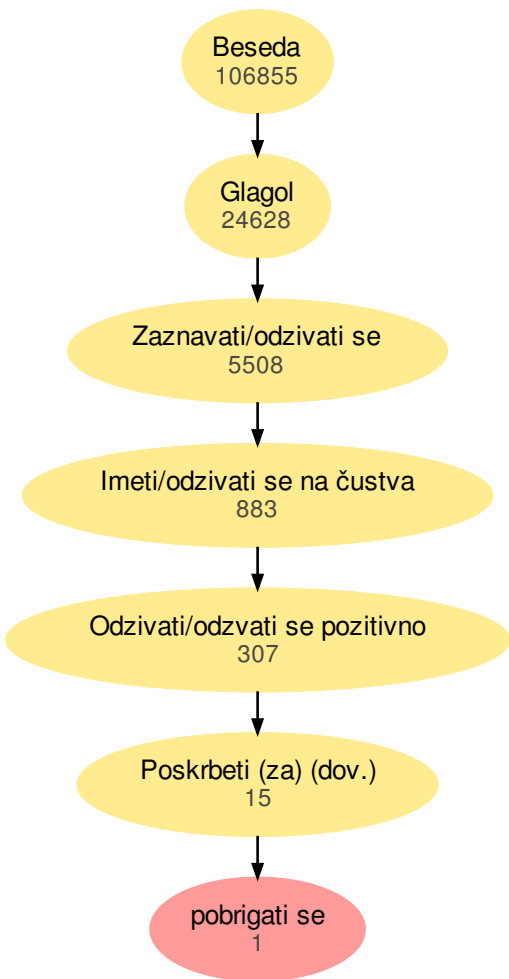 Beseda
106855
Glagol
24628
Zaznavati/odzivati se
5508
Imeti/odzivati se na čustva
883
Odzivati/odzvati se pozitivno
307
Poskrbeti (za) (dov.)
15
pobrigati se
1